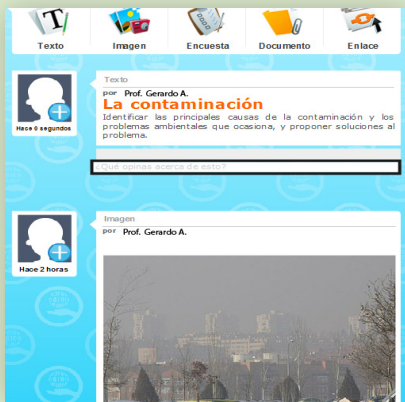 Texto Imagen Encuesta Documento Enlace
Texto
por Prof. Gerardo A.
La contaminación
Identificar las principales causas de la contaminación y los
problemas ambientales que ocasiona, y proponer soluciones al
problema.
Hace 0 segundos
¿Qué opinas acerca de esto?
Imagen
por Prof. Gerardo A.
Hace 2 horas